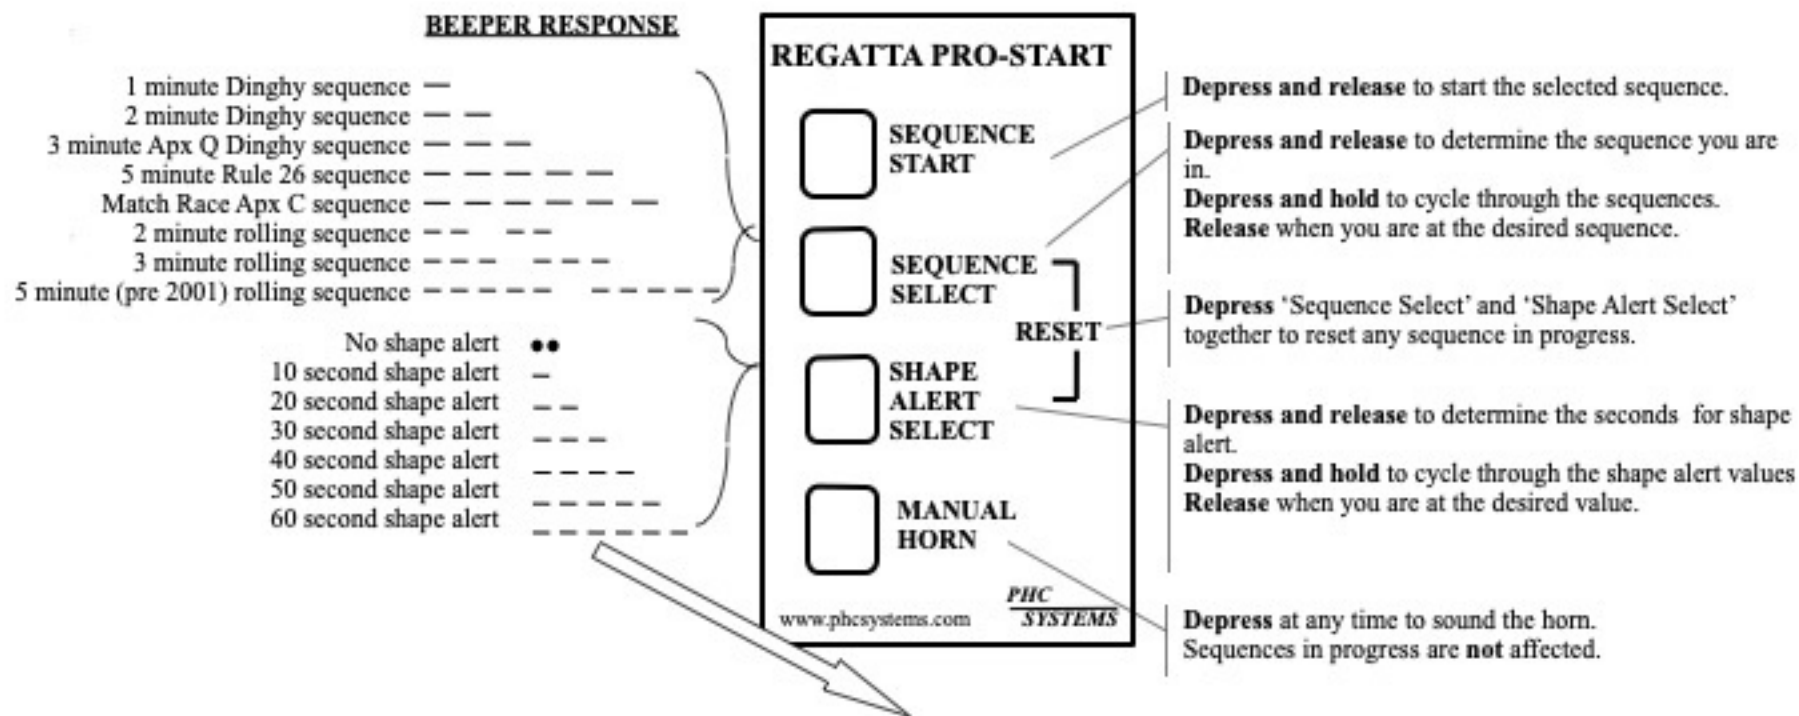 BEEPER RESPONSE
1 minute Dinghy sequence
2 minute Dinghy sequence
3 minute Apx Q Dinghy sequence
5 minute Rule 26 sequence
Match Race Apx C sequence
2 minute rolling sequence
3 minute rolling sequence
5 minute (pre 2001) rolling sequence
No shape alert
10 second shape alert
20 second shape alert
30 second shape alert
40 second shape alert
50 second shape alert
60 second shape alert
REGATTA PRO-START
SEQUENCE
START
SEQUENCE
SELECT
RESET
SHAPE
ALERT
SELECT
MANUAL
HORN
PHC
SYSTEMS
www.phcsystems.com
Depress and release to start the selected sequence.
Depress and release to determine the sequence you are
in.
Depress and hold to cycle through the sequences.
Release when you are at the desired sequence.
Depress ‘Sequence Select’ and ‘Shape Alert Select’
together to reset any sequence in progress.
Depress and release to determine the seconds for shape
alert.
Depress and hold to cycle through the shape alert values
Release when you are at the desired value.
Depress at any time to sound the horn.
Sequences in progress are not affected.